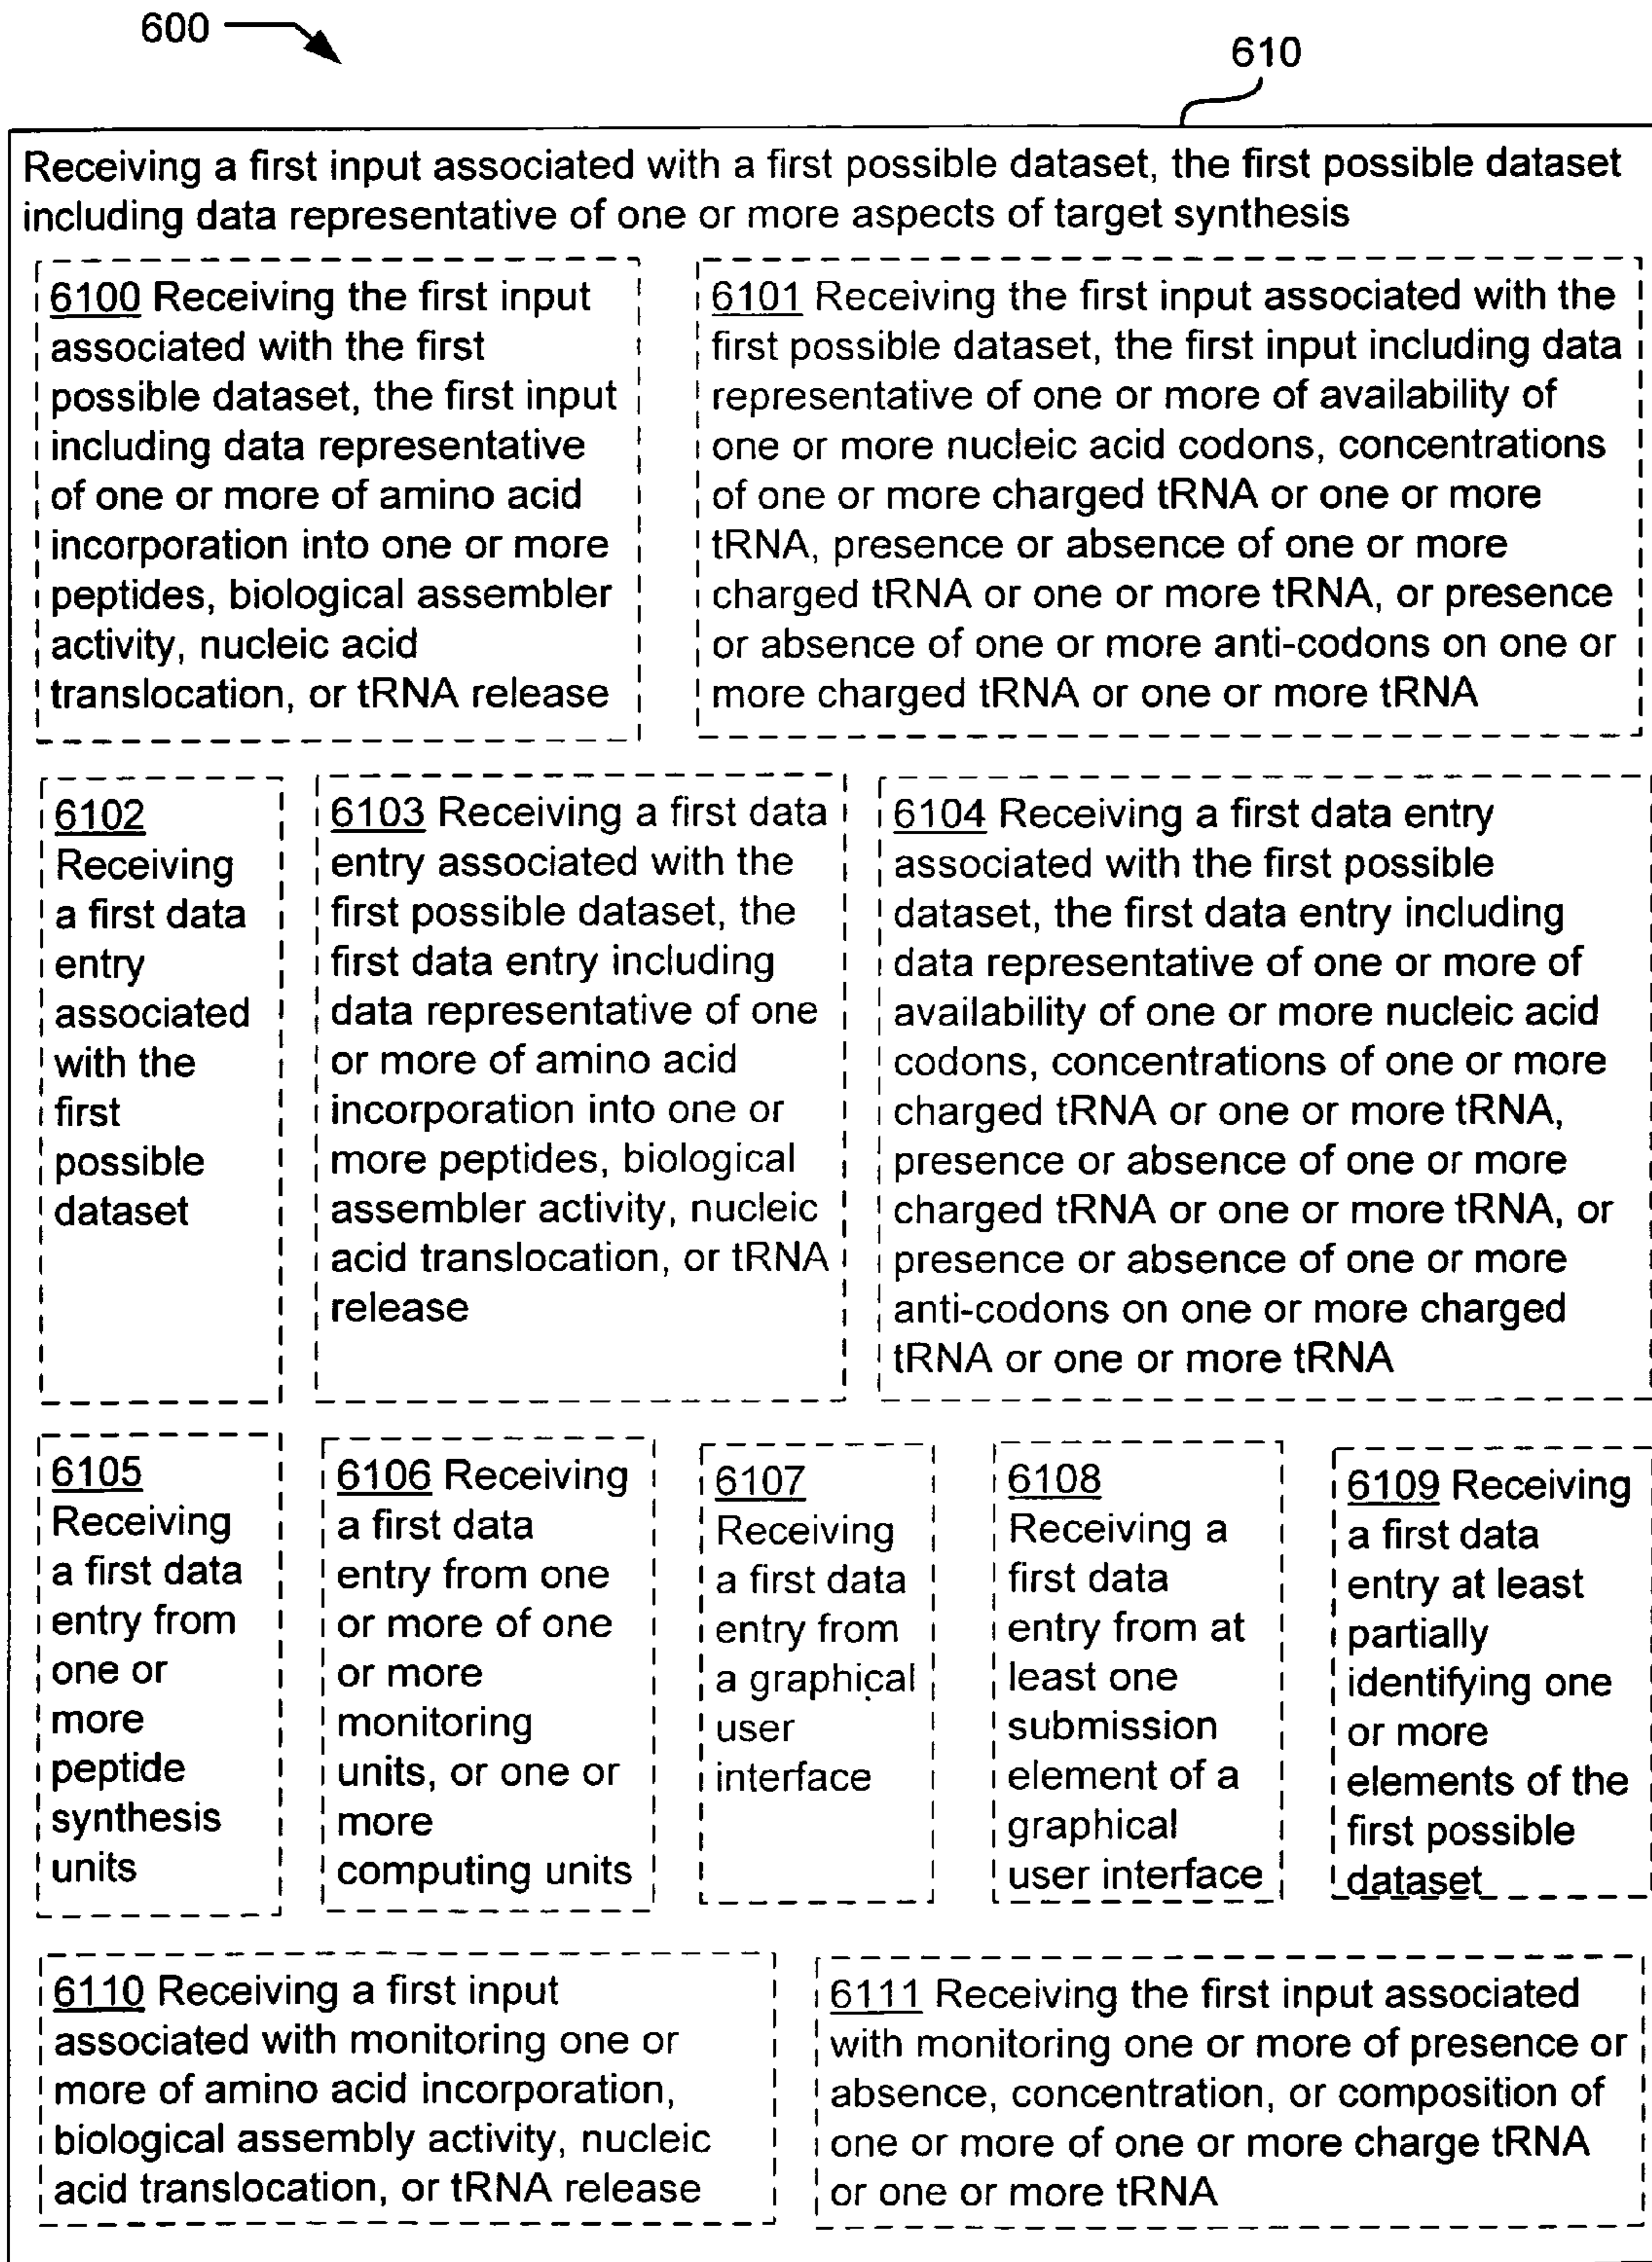 600
610
Receiving a first input associated with a first possible dataset, the first possible dataset
including data representative of one or more aspects of target synthesis
6100 Receiving the first input
associated with the first
possible dataset, the first input
including data representative
of one or more of amino acid
incorporation into one or more
peptides, biological assembler
activity, nucleic acid
translocation, or tRNA release
6101 Receiving the first input associated with the
first possible dataset, the first input including data
representative of one or more of availability of
one or more nucleic acid codons, concentrations
of one or more charged tRNA or one or more
tRNA, presence or absence of one or more
charged tRNA or one or more tRNA, or presence
or absence of one or more anti-codons on one or
more charged tRNA or one or more tRNA
6102
Receiving
a first data
entry
associated
with the
first
possible
dataset
6103 Receiving a first data
entry associated with the
first possible dataset, the
first data entry including
data representative of one
or more of amino acid
incorporation into one or
more peptides, biological
assembler activity, nucleic
acid translocation, or tRNA
release
6104 Receiving a first data entry
associated with the first possible
dataset, the first data entry including
data representative of one or more of
availability of one or more nucleic acid
codons, concentrations of one or more
charged tRNA or one or more tRNA,
presence or absence of one or more
charged tRNA or one or more tRNA, or
presence or absence of one or more
anti-codons on one or more charged
tRNA or one or more tRNA
6105
Receiving
a first data
entry from
one or
more
peptide
synthesis
units
6106 Receiving
a first data
entry from one
or more of one
or more
monitoring
units, or one or
more
computing units
6107
Receiving
a first data
entry from
a graphical
user
interface
6108
Receiving a
first data
entry from at
least one
submission
element of a
graphical
user interface
6109 Receiving
a first data
entry at least
partially
identifying one
or more
elements of the
first possible
dataset
6110 Receiving a first input
associated with monitoring one or
more of amino acid incorporation,
biological assembly activity, nucleic
acid translocation, or tRNA release
6111 Receiving the first input associated
with monitoring one or more of presence or
absence, concentration, or composition of
one or more of one or more charge tRNA
or one or more tRNA